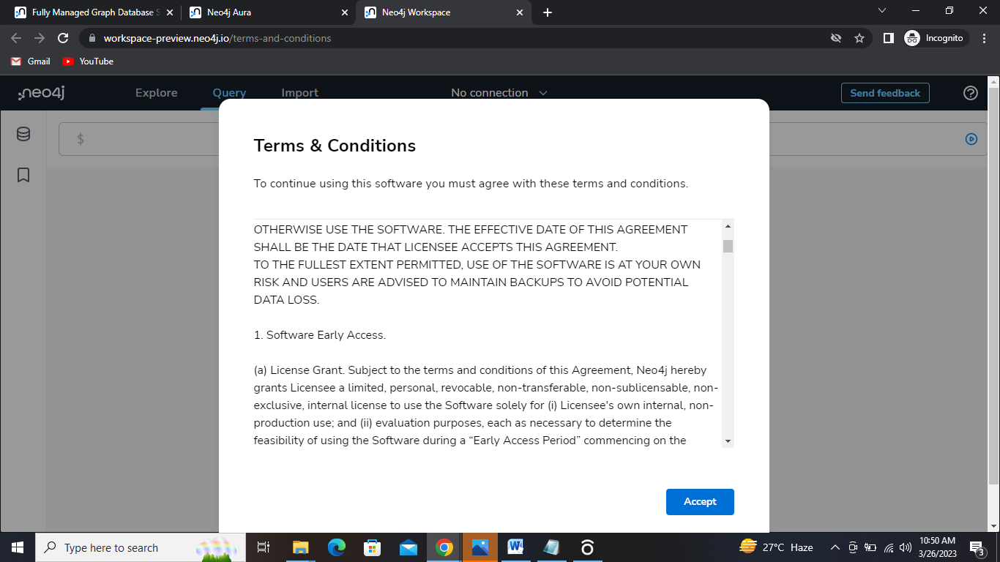 Fully Managed Graph Database S
Neo4j Aura
Neo4j Workspace
workspace-preview.neo4j.io/terms-and-conditions
Incognito
Gmail
YouTube
neo4j
Explore
Query
Import
No connection
Send feedback
?
$
Terms & Conditions
To continue using this software you must agree with these terms and conditions.
OTHERWISE USE THE SOFTWARE. THE EFFECTIVE DATE OF THIS AGREEMENT
SHALL BE THE DATE THAT LICENSEE ACCEPTS THIS AGREEMENT.
TO THE FULLEST EXTENT PERMITTED, USE OF THE SOFTWARE IS AT YOUR OWN
RISK AND USERS ARE ADVISED TO MAINTAIN BACKUPS TO AVOID POTENTIAL
DATA LOSS.
1. Software Early Access.
(a) License Grant. Subject to the terms and conditions of this Agreement, Neo4j hereby
grants Licensee a limited, personal, revocable, non-transferable, non-sublicensable, non-
exclusive, internal license to use the Software solely for (i) Licensee's own internal, non-
production use; and (ii) evaluation purposes, each as necessary to determine the
feasibility of using the Software during a “Early Access Period” commencing on the
Accept
Type here to search
27°C Haze
10:50 AM
3/26/2023
3